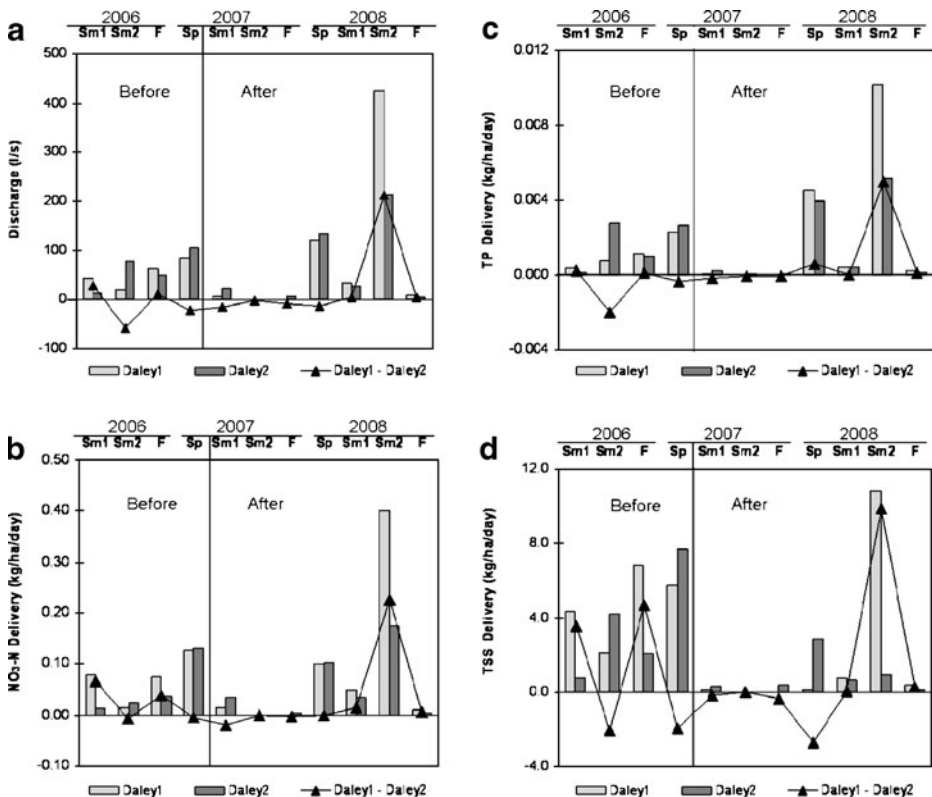 a
2006 2007 2008
Sm1 Sm2 F Sp Sm1 Sm2 F Sp Sm1 Sm2 F
500
400
300
200
100
0
-100
Discharge (l/s)
Before After
Daley1 Daley2 Daley1 - Daley2
c
2006 2007 2008
Sm1 Sm2 F Sp Sm1 Sm2 F Sp Sm1 Sm2 F
0.012
0.008
0.004
0.000
-0.004
TP Delivery (kg/ha/day)
Before After
Daley1 Daley2 Daley1 - Daley2
b
2006 2007 2008
Sm1 Sm2 F Sp Sm1 Sm2 F Sp Sm1 Sm2 F
0.50
0.40
0.30
0.20
0.10
0.00
-0.10
NO3-N Delivery (kg/ha/day)
Before After
Daley1 Daley2 Daley1 - Daley2
d
2006 2007 2008
Sm1 Sm2 F Sp Sm1 Sm2 F Sp Sm1 Sm2 F
12.0
8.0
4.0
0.0
-4.0
TSS Delivery (kg/ha/day)
Before After
Daley1 Daley2 Daley1 - Daley2